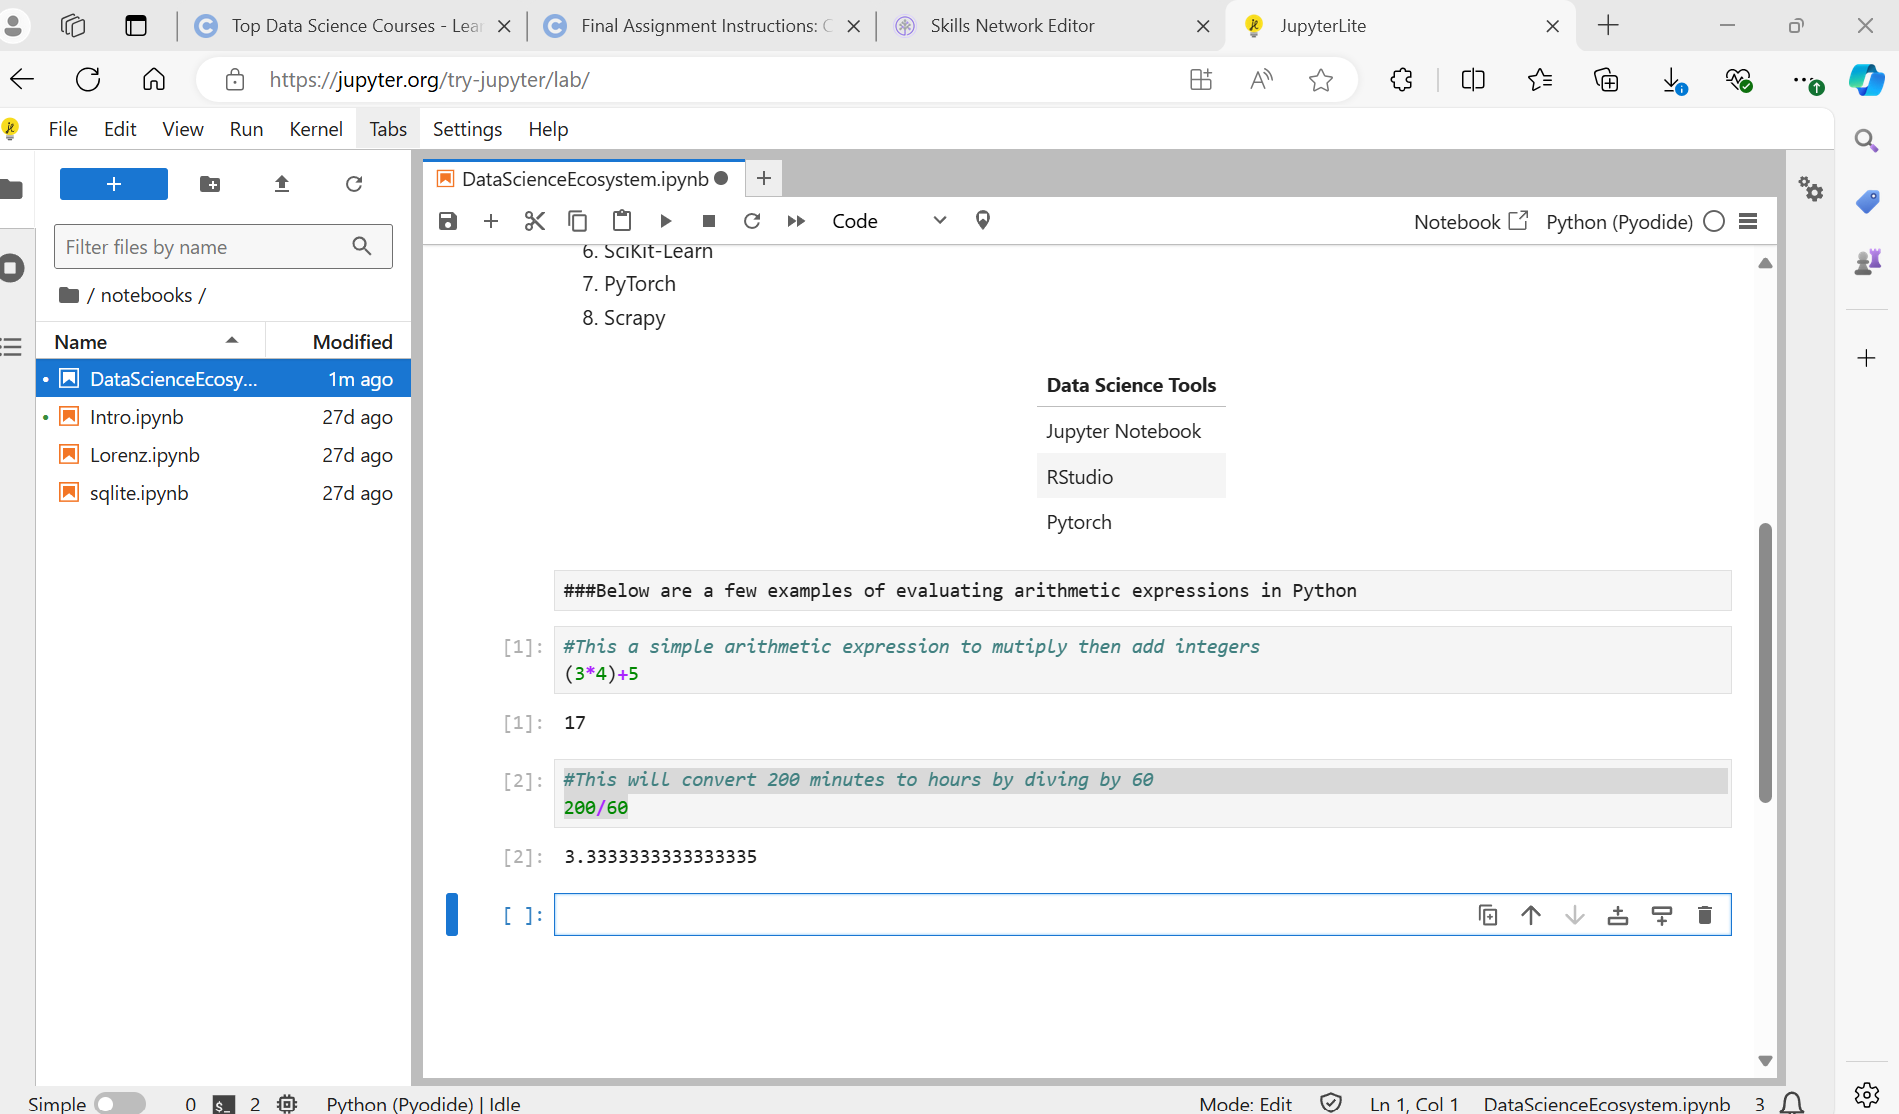 Top Data Science Courses - Lear
Final Assignment Instructions: C
Skills Network Editor
JupyterLite
https://jupyter.org/try-jupyter/lab/
File Edit View Run Kernel Tabs Settings Help
DataScienceEcosystem.ipynb
Code
Notebook
Python (Pyodide)
Filter files by name
/ notebooks /
Name Modified
DataScienceEcosy... 1m ago
Intro.ipynb 27d ago
Lorenz.ipynb 27d ago
sqlite.ipynb 27d ago
6. SciKit-Learn
7. PyTorch
8. Scrapy
Data Science Tools
Jupyter Notebook
RStudio
Pytorch
###Below are a few examples of evaluating arithmetic expressions in Python
[1]: #This a simple arithmetic expression to mutiply then add integers
(3*4)+5
[1]: 17
[2]: #This will convert 200 minutes to hours by diving by 60
200/60
[2]: 3.3333333333333335
[ ]:
Simple 0 $_ 2 Python (Pyodide) | Idle Mode: Edit Ln 1, Col 1 DataScienceEcosystem.ipynb 3